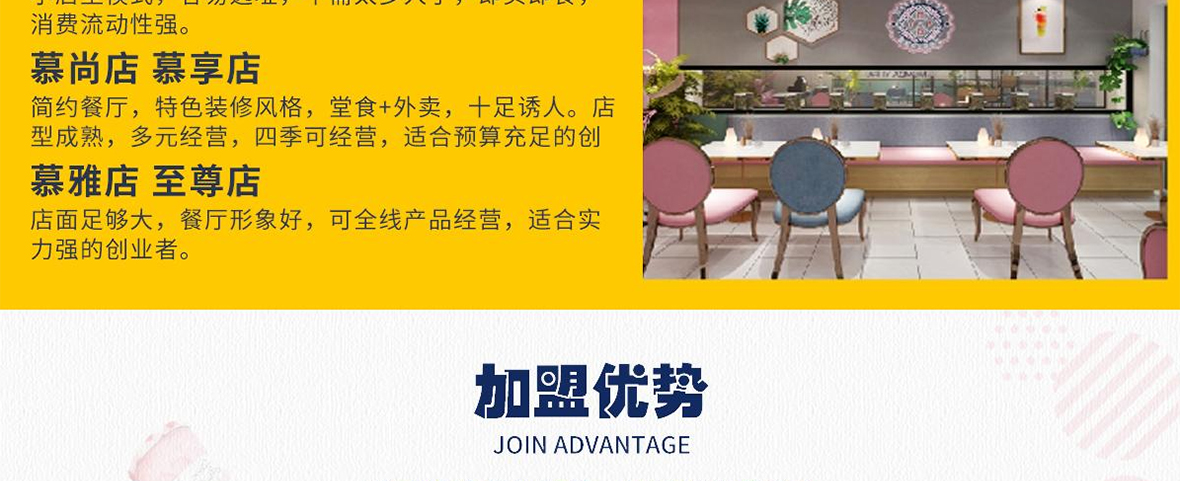 消费流动性强。
慕尚店 慕享店
简约餐厅，特色装修风格，堂食+外卖，十足诱人。店
型成熟，多元经营，四季可经营，适合预算充足的创
慕雅店 至尊店
店面足够大，餐厅形象好，可全线产品经营，适合实
力强的创业者。
加盟优势
JOIN ADVANTAGE